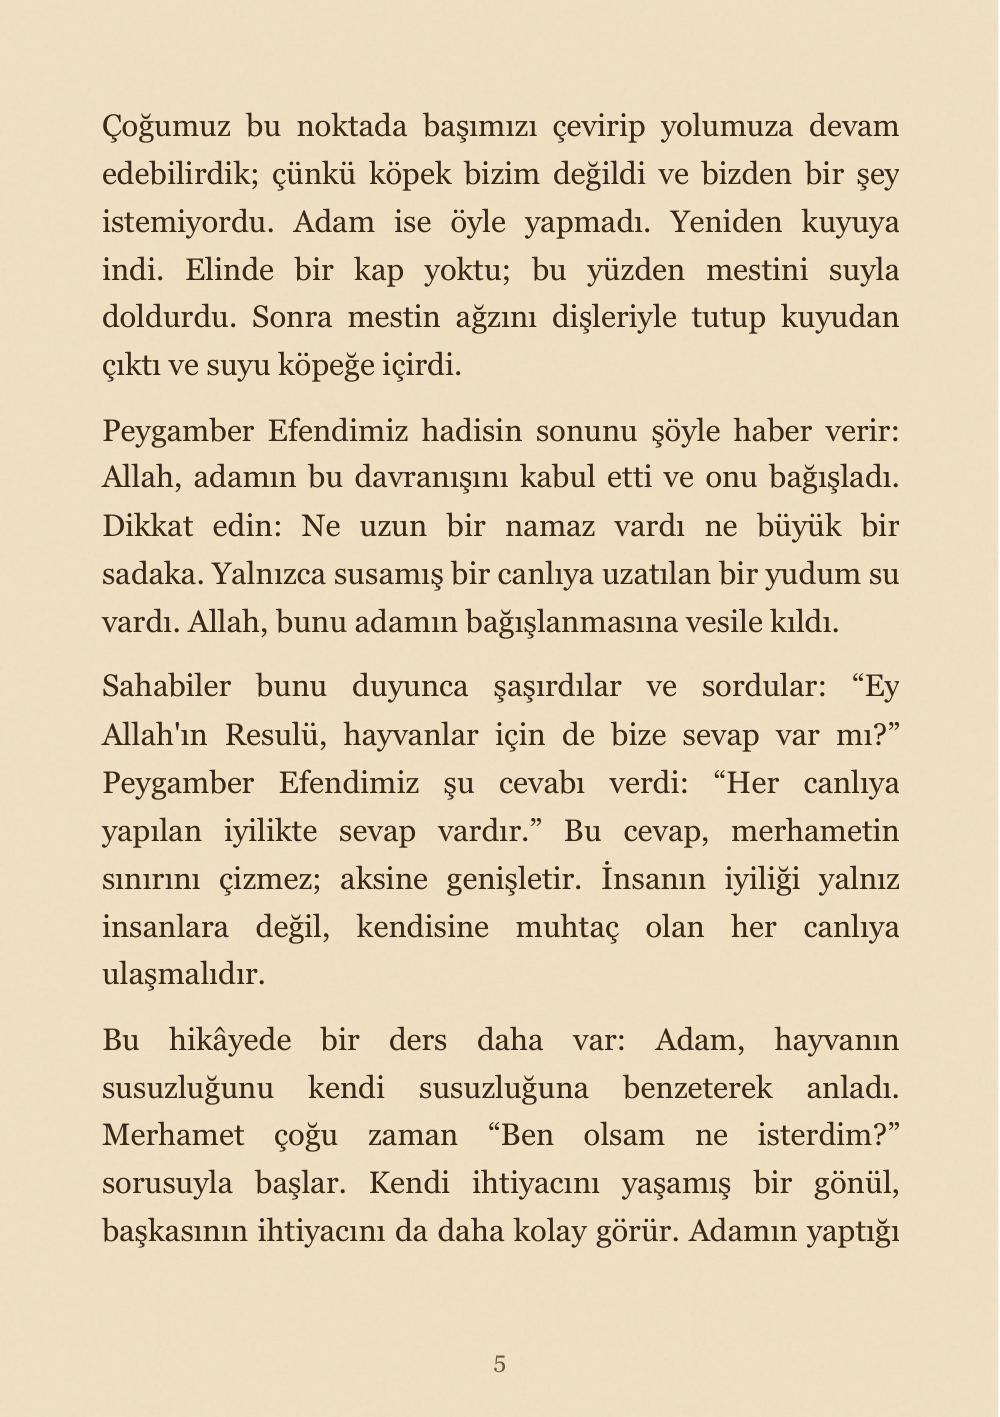 Çoğumuz bu noktada başımızı çevirip yolumuza devam
edebilirdik; çünkü köpek bizim değildi ve bizden bir şey
istemiyordu. Adam ise öyle yapmadı. Yeniden kuyuya
indi. Elinde bir kap yoktu; bu yüzden mestini suyla
doldurdu. Sonra mestin ağzını dişleriyle tutup kuyudan
çıktı ve suyu köpeğe içirdi.
Peygamber Efendimiz hadisin sonunu şöyle haber verir:
Allah, adamın bu davranışını kabul etti ve onu bağışladı.
Dikkat edin: Ne uzun bir namaz vardı ne büyük bir
sadaka. Yalnızca susamış bir canlıya uzatılan bir yudum su
vardı. Allah, bunu adamın bağışlanmasına vesile kıldı.
Sahabiler bunu duyunca şaşırdılar ve sordular: “Ey
Allah'ın Resulü, hayvanlar için de bize sevap var mı?”
Peygamber Efendimiz şu cevabı verdi: “Her canlıya
yapılan iyilikte sevap vardır.” Bu cevap, merhametin
sınırını çizmez; aksine genişletir. İnsanın iyiliği yalnız
insanlara değil, kendisine muhtaç olan her canlıya
ulaşmalıdır.
Bu hikâyede bir ders daha var: Adam, hayvanın
susuzluğunu kendi susuzluğuna benzeterek anladı.
Merhamet çoğu zaman “Ben olsam ne isterdim?”
sorusuyla başlar. Kendi ihtiyacını yaşamış bir gönül,
başkasının ihtiyacını da daha kolay görür. Adamın yaptığı
5